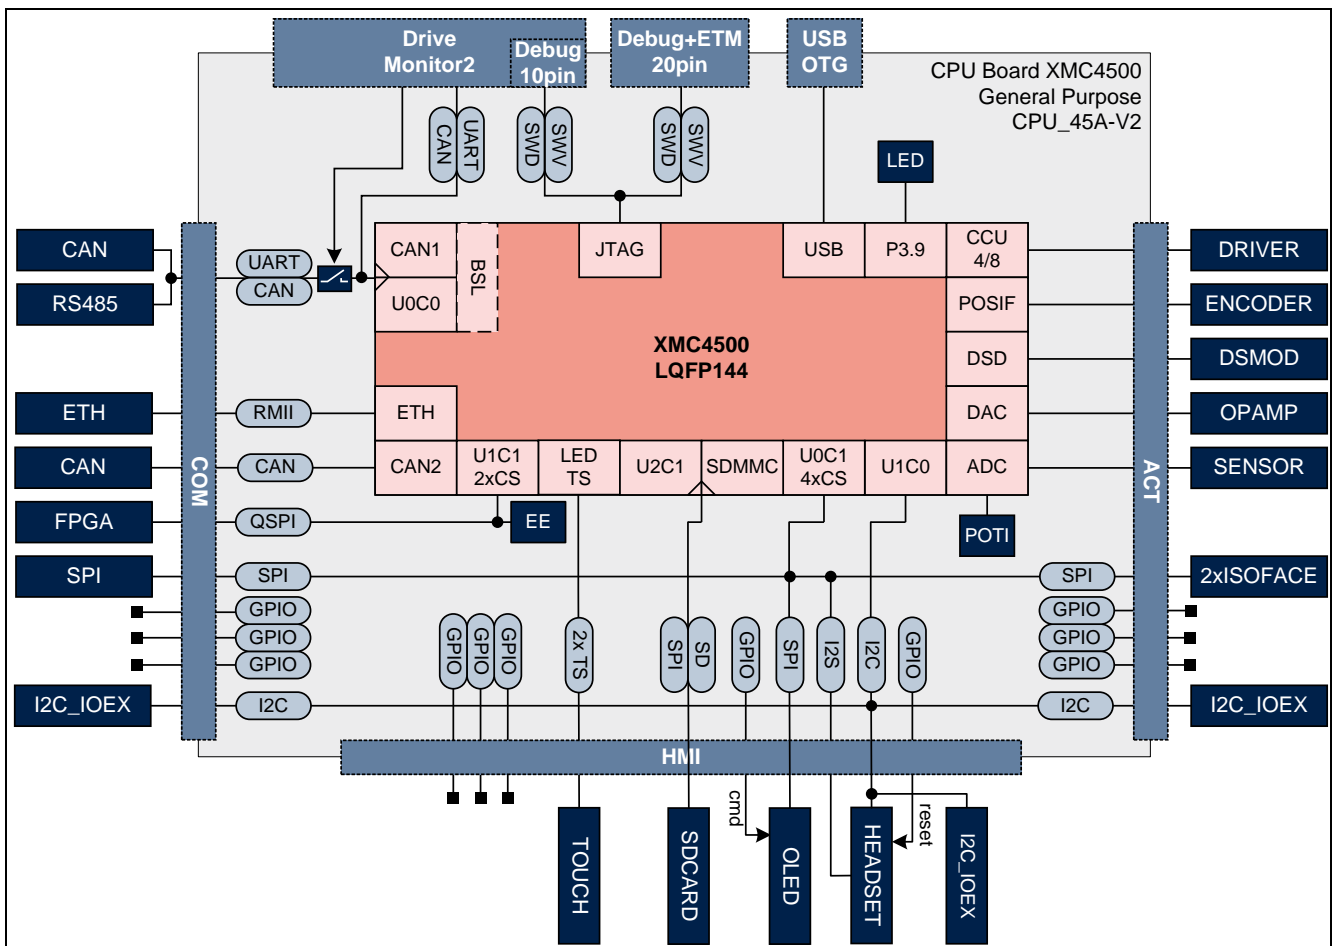 Drive
Monitor2
Debug
10pin
Debug+ETM
20pin
USB
OTG
CPU Board XMC4500
General Purpose
CPU_45A-V2
CAN
UART
SWD
SWV
SWD
SWV
LED
CAN
RS485
UART
CAN
CAN1
U0C0
BSL
JTAG
USB
P3.9
CCU
4/8
POSIF
DSD
DAC
ADC
XMC4500
LQFP144
DRIVER
ENCODER
DSMOD
OPAMP
SENSOR
ETH
RMII
ETH
CAN
CAN
CAN2
U1C1
2xCS
LED
TS
U2C1
SDMMC
U0C1
4xCS
U1C0
COM
ACT
FPGA
QSPI
EE
POTI
SPI
SPI
SPI
2xISOFACE
GPIO
GPIO
GPIO
GPIO
GPIO
GPIO
2x TS
SPI
SD
GPIO
SPI
I2S
I2C
GPIO
GPIO
GPIO
GPIO
I2C_IOEX
I2C
I2C
I2C_IOEX
HMI
cmd
reset
TOUCH
SDCARD
OLED
HEADSET
I2C_IOEX